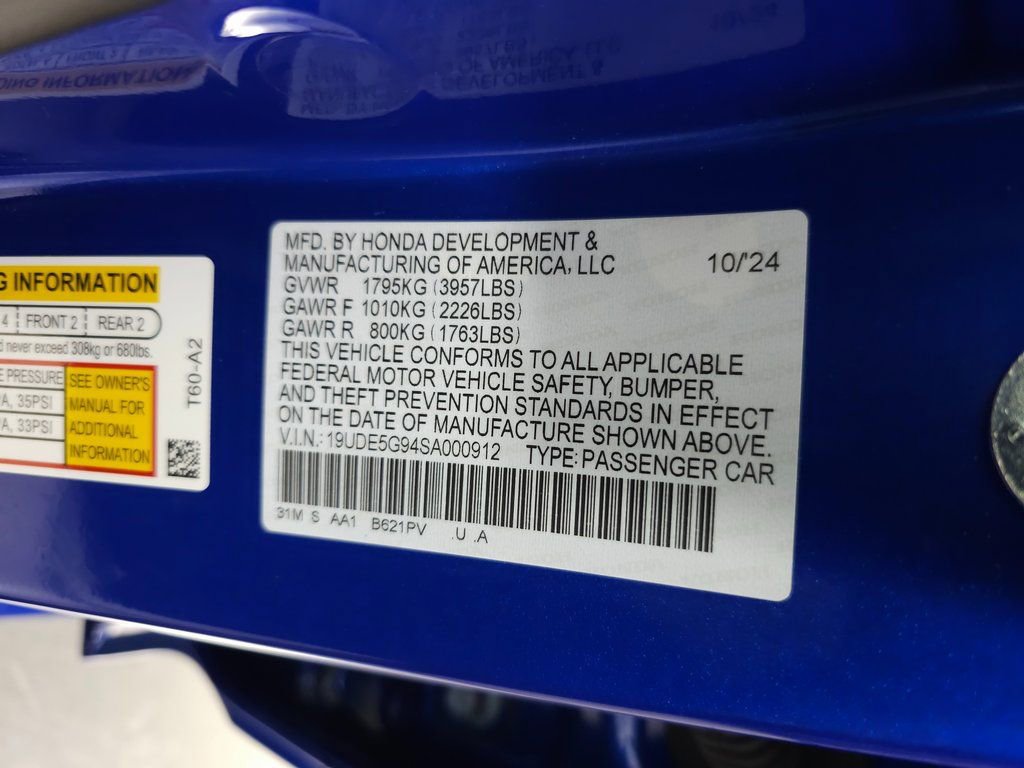 G INFORMATION
4 FRONT 2 REAR 2
never exceed 308kg or 680lbs.
E PRESSURE
A, 35PSI
A, 33PSI
SEE OWNER'S
MANUAL FOR
ADDITIONAL
INFORMATION
T60-A2
MFD. BY HONDA DEVELOPMENT &
MANUFACTURING OF AMERICA, LLC 10/'24
GVWR 1795KG (3957LBS)
GAWR F 1010KG (2226LBS)
GAWR R 800KG (1763LBS)
THIS VEHICLE CONFORMS TO ALL APPLICABLE
FEDERAL MOTOR VEHICLE SAFETY, BUMPER,
AND THEFT PREVENTION STANDARDS IN EFFECT
ON THE DATE OF MANUFACTURE SHOWN ABOVE.
V.I.N.: 19UDE5G94SA000912 TYPE: PASSENGER CAR
31M S AA1 B621PV .U .A